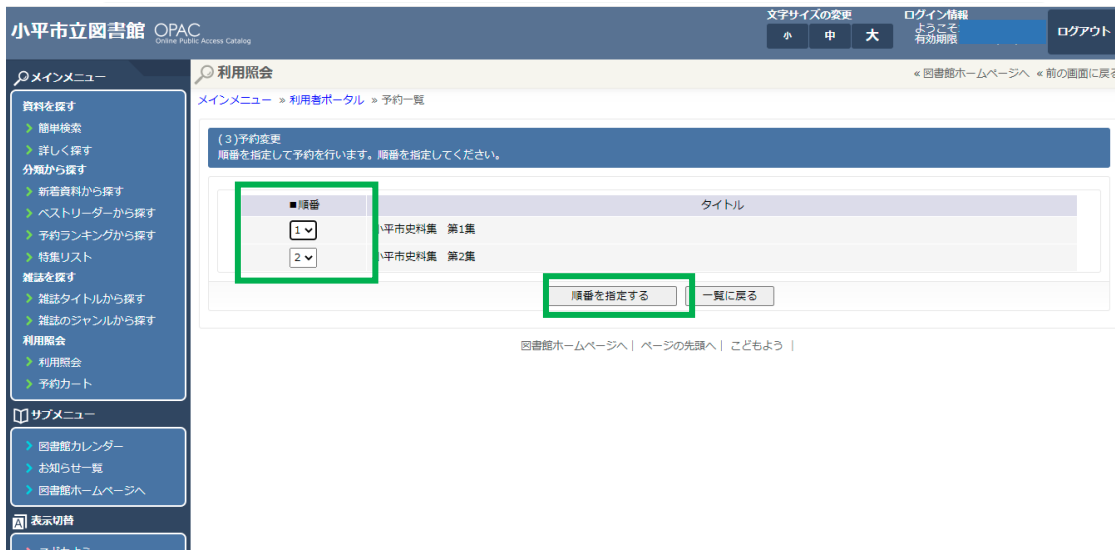 小平市立図書館 OPAC
Online Public Access Catalog
文字サイズの変更
小 中 大
ログイン情報
ようこそ
有効期限
ログアウト
メインメニュー
資料を探す
簡単検索
詳しく探す
分類から探す
新着資料から探す
ベストリーダーから探す
予約ランキングから探す
特集リスト
雑誌を探す
雑誌タイトルから探す
雑誌のジャンルから探す
利用照会
利用照会
予約カート
サブメニュー
図書館カレンダー
お知らせ一覧
図書館ホームページへ
表示切替
利用照会
«図書館ホームページへ «前の画面に戻る
メインメニュー »利用者ポータル »予約一覧
(3)予約変更
順番を指定して予約を行います。順番を指定してください。
■順番 タイトル
1 小平市史料集 第1集
2 小平市史料集 第2集
順番を指定する 一覧に戻る
図書館ホームページへ| ページの先頭へ| こどもよう |